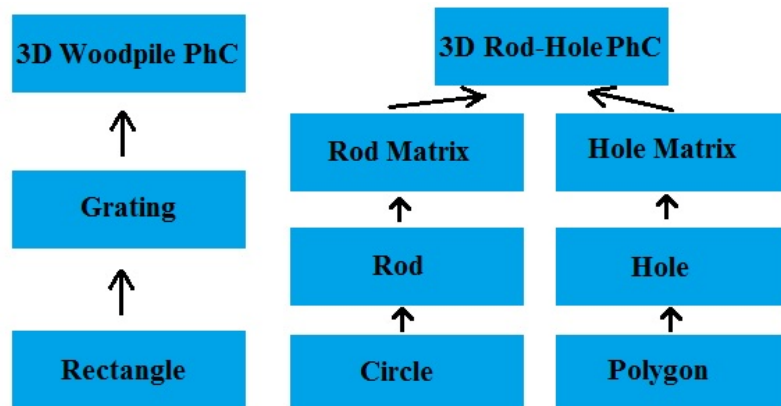 3D Woodpile PhC
Grating
Rectangle
3D Rod-Hole PhC
Rod Matrix
Hole Matrix
Rod
Hole
Circle
Polygon